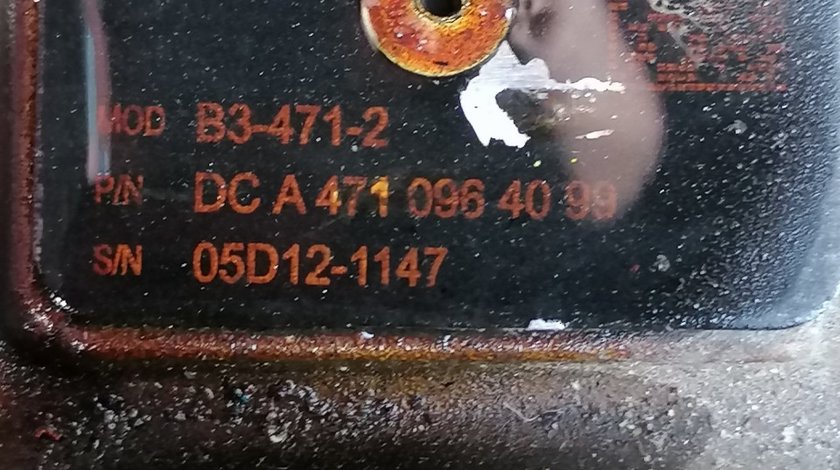 MOD B3-471-2
P/N DC A 471 096 40 99
S/N 05D12-1147